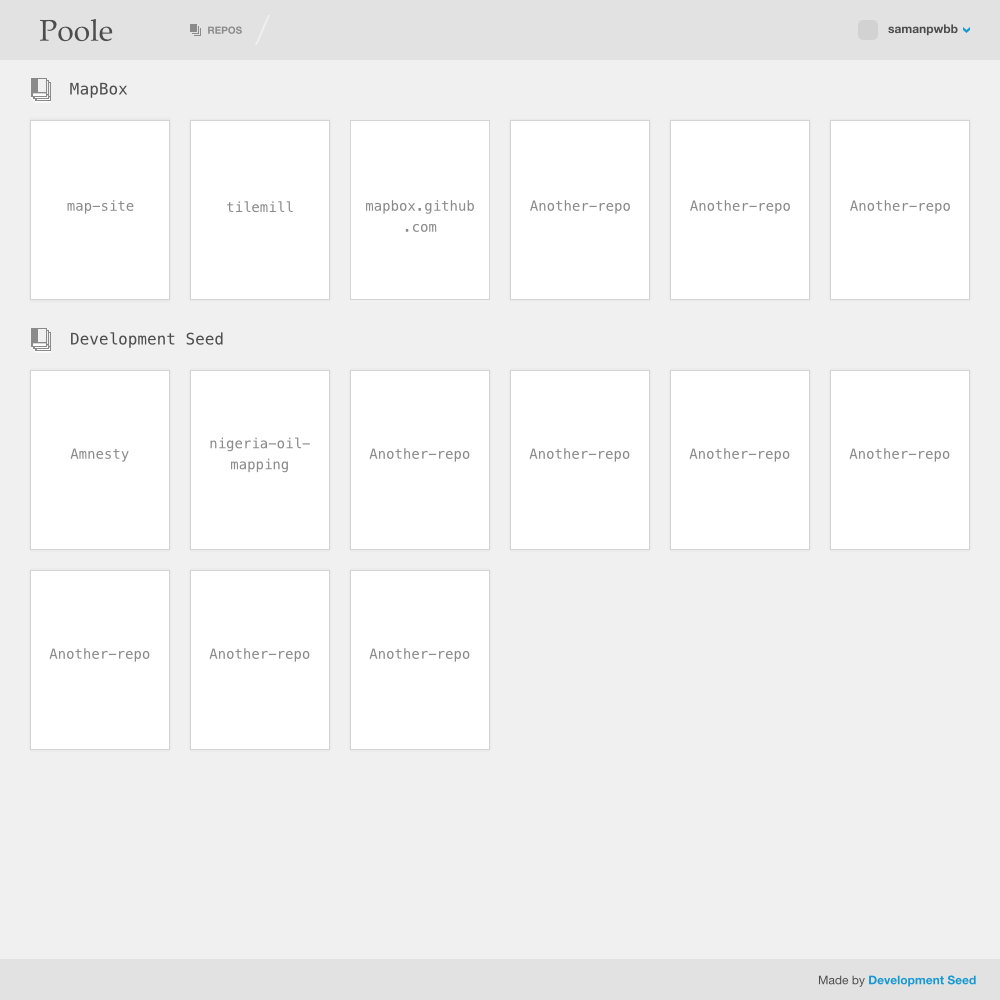 Poole
REPOS
samanpwbb
MapBox
map-site
tilemill
mapbox.github
.com
Another-repo
Another-repo
Another-repo
Development Seed
Amnesty
nigeria-oil-
mapping
Another-repo
Another-repo
Another-repo
Another-repo
Another-repo
Another-repo
Another-repo
Made by Development Seed